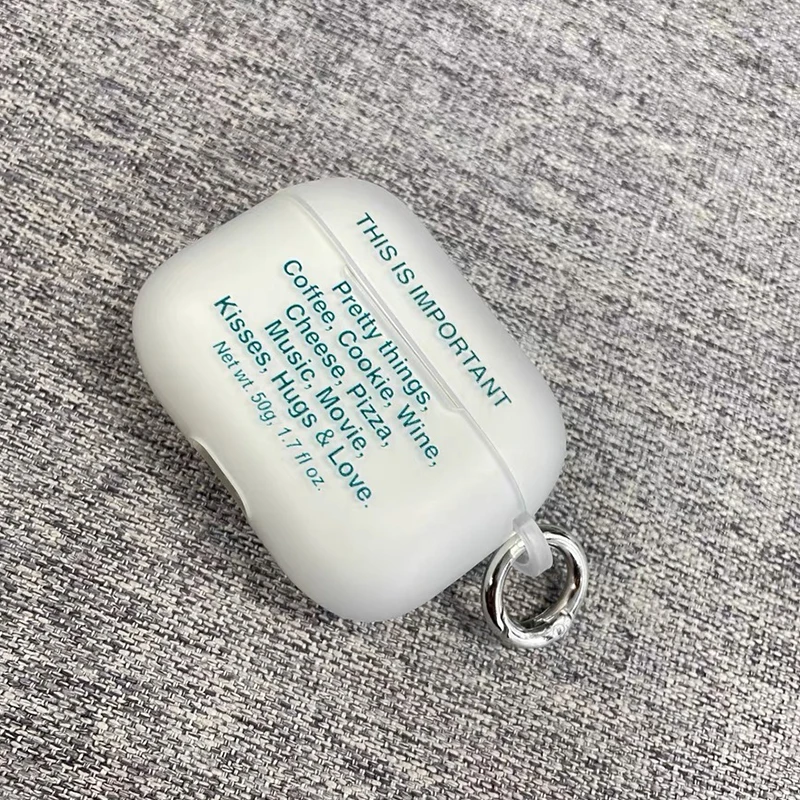 THIS IS IMPORTANT
Pretty things,
Coffee, Cookie, Wine,
Cheese, Pizza,
Music, Movie,
Kisses, Hugs & Love.
Net wt. 50g, 1.7 fl oz.